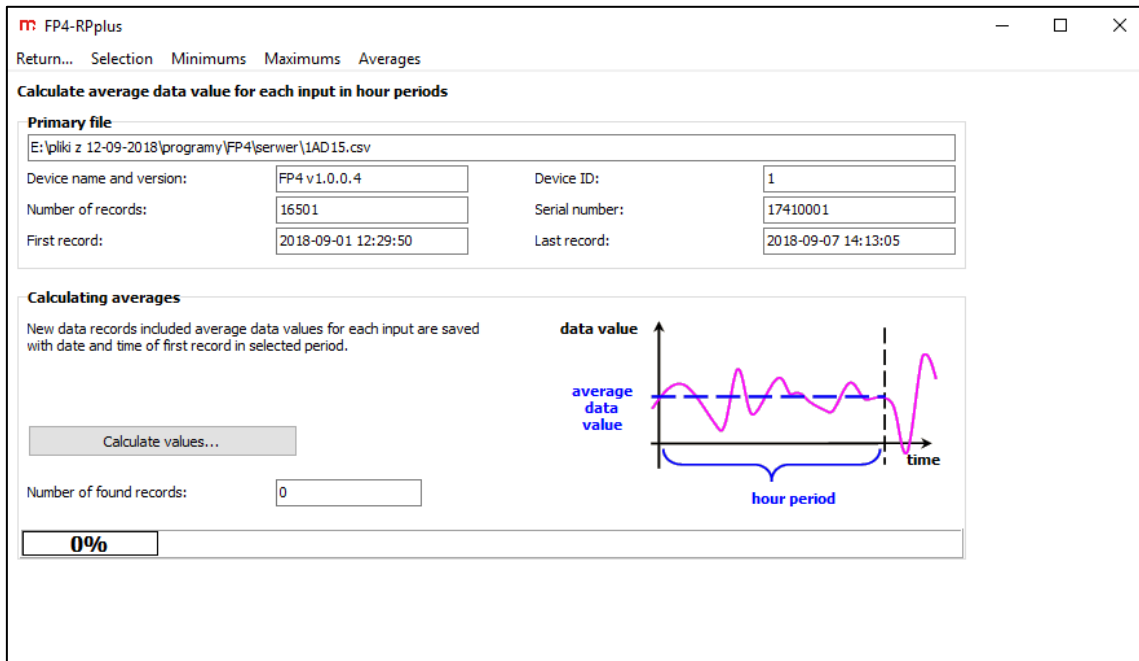 FP4-RPplus
Return... Selection Minimums Maximums Averages
Calculate average data value for each input in hour periods
Primary file
E:\pliki z 12-09-2018\programy\FP4\serwer\1AD15.csv
Device name and version: FP4 v1.0.0.4 Device ID: 1
Number of records: 16501 Serial number: 17410001
First record: 2018-09-01 12:29:50 Last record: 2018-09-07 14:13:05
Calculating averages
New data records included average data values for each input are saved
with date and time of first record in selected period.
data value
average
data
value
time
hour period
Calculate values...
Number of found records: 0
0%